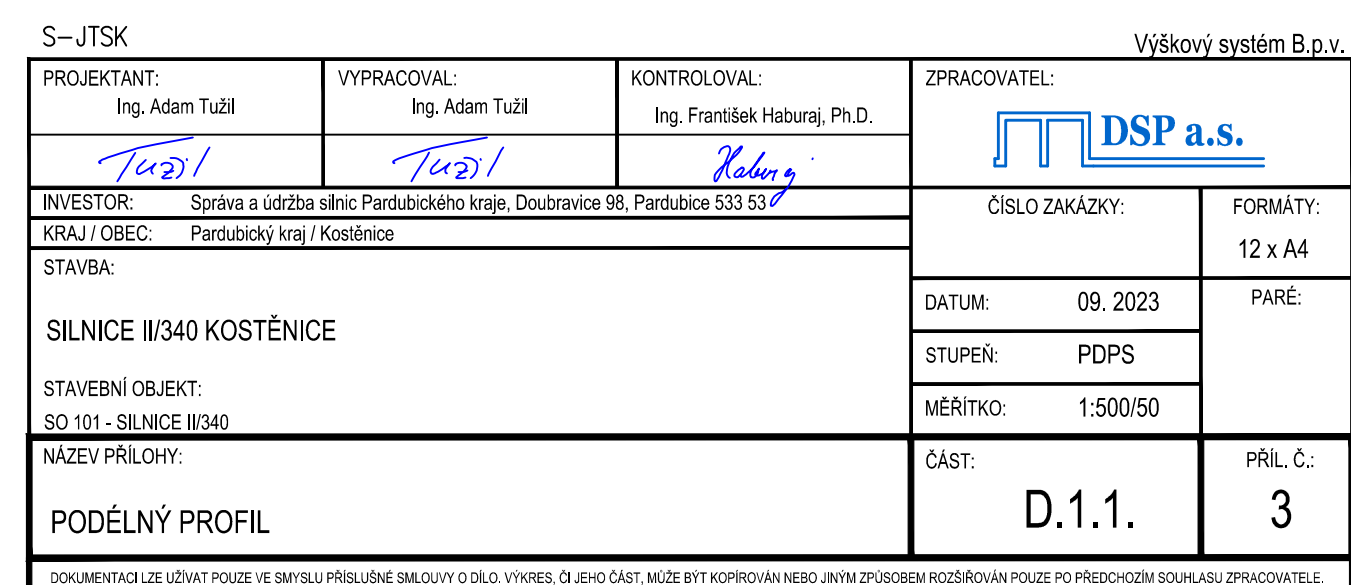 S-JTSK
Výškový systém B.p.v.
PROJEKTANT:
Ing. Adam Tužil
Tužil
VYPRACOVAL:
Ing. Adam Tužil
Tužil
KONTROLOVAL:
Ing. František Haburaj, Ph.D.
Haburaj
ZPRACOVATEL:
DSP a.s.
INVESTOR: Správa a údržba silnic Pardubického kraje, Doubravice 98, Pardubice 533 53
KRAJ / OBEC: Pardubický kraj / Kostěnice
ČÍSLO ZAKÁZKY:
FORMÁTY:
12 x A4
STAVBA:
SILNICE II/340 KOSTĚNICE
STAVEBNÍ OBJEKT:
SO 101 - SILNICE II/340
DATUM: 09. 2023
STUPEŇ: PDPS
MĚŘÍTKO: 1:500/50
PARÉ:
NÁZEV PŘÍLOHY:
PODÉLNÝ PROFIL
ČÁST:
D.1.1.
PŘÍL. Č.:
3
DOKUMENTACI LZE UŽÍVAT POUZE VE SMYSLU PŘÍSLUŠNÉ SMLOUVY O DÍLO. VÝKRES, ČI JEHO ČÁST, MŮŽE BÝT KOPÍROVÁN NEBO JINÝM ZPŮSOBEM ROZŠIŘOVÁN POUZE PO PŘEDCHOZÍM SOUHLASU ZPRACOVATELE.